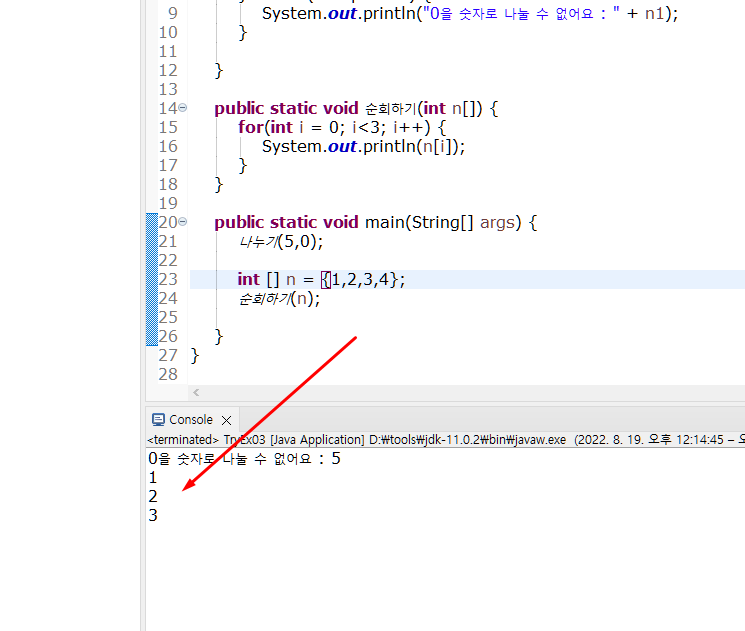 9 System.out.println("0을 숫자로 나눌 수 없어요 : " + n1);
10 }
11
12 }
13
14 public static void 순회하기(int n[]) {
15 for(int i = 0; i<3; i++) {
16 System.out.println(n[i]);
17 }
18 }
19
20 public static void main(String[] args) {
21 나누기(5,0);
22
23 int [] n = {1,2,3,4};
24 순회하기(n);
25
26 }
27 }
28
Console
<terminated> TryEx03 [Java Application] D:₩tools₩jdk-11.0.2₩bin₩javaw.exe (2022. 8. 19. 오후 12:14:45 –
0을 숫자로 나눌 수 없어요 : 5
1
2
3